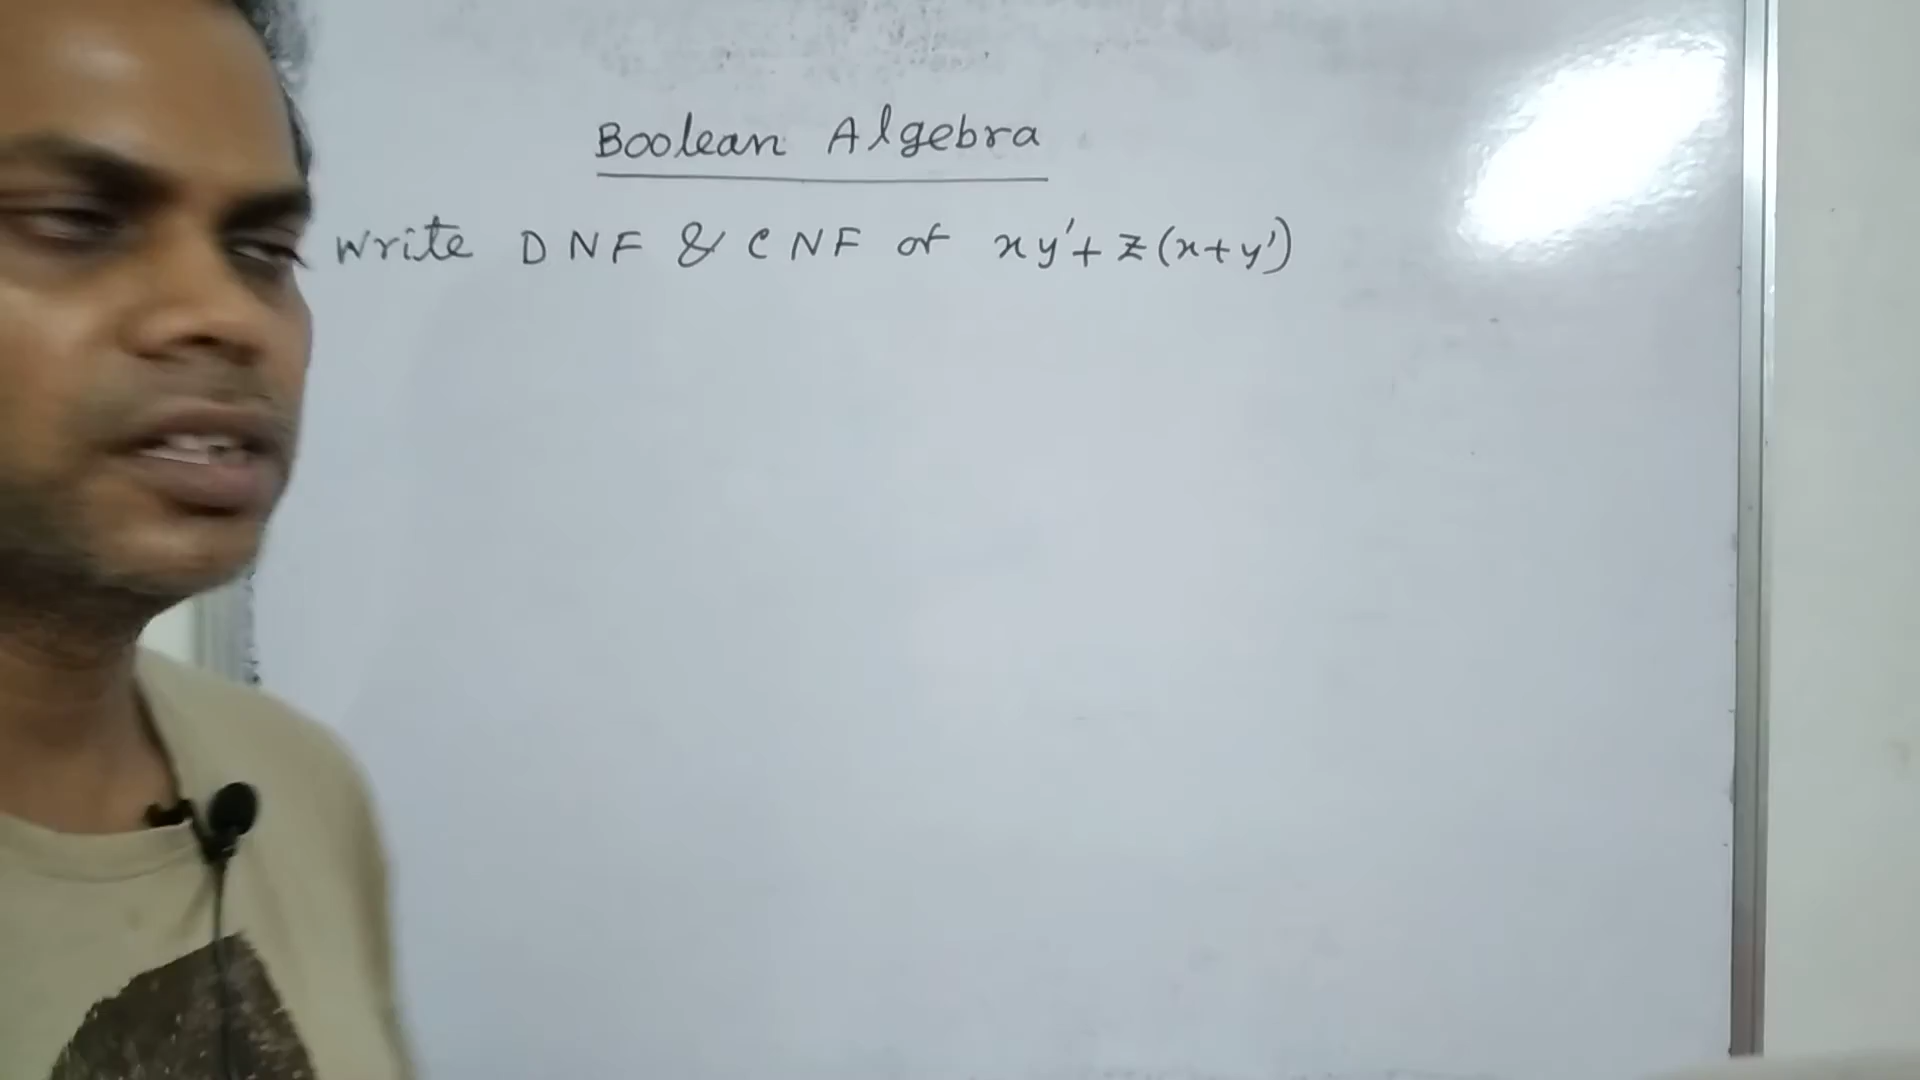 Boolean Algebra
Write DNF & CNF of xy'+ z(x+y')